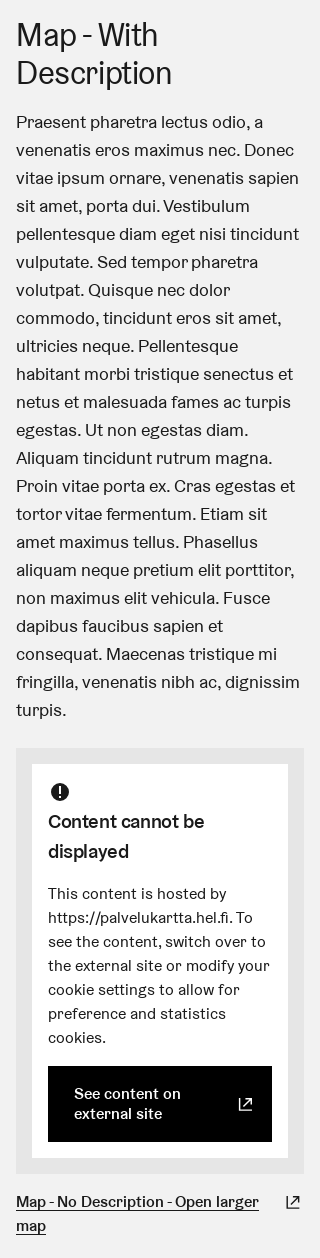 Map - With
Description
Praesent pharetra lectus odio, a
venenatis eros maximus nec. Donec
vitae ipsum ornare, venenatis sapien
sit amet, porta dui. Vestibulum
pellentesque diam eget nisi tincidunt
vulputate. Sed tempor pharetra
volutpat. Quisque nec dolor
commodo, tincidunt eros sit amet,
ultricies neque. Pellentesque
habitant morbi tristique senectus et
netus et malesuada fames ac turpis
egestas. Ut non egestas diam.
Aliquam tincidunt rutrum magna.
Proin vitae porta ex. Cras egestas et
tortor vitae fermentum. Etiam sit
amet maximus tellus. Phasellus
aliquam neque pretium elit porttitor,
non maximus elit vehicula. Fusce
dapibus faucibus sapien et
consequat. Maecenas tristique mi
fringilla, venenatis nibh ac, dignissim
turpis.
Content cannot be
displayed
This content is hosted by
https://palvelukartta.hel.fi. To
see the content, switch over to
the external site or modify your
cookie settings to allow for
preference and statistics
cookies.
See content on
external site
Map - No Description - Open larger
map